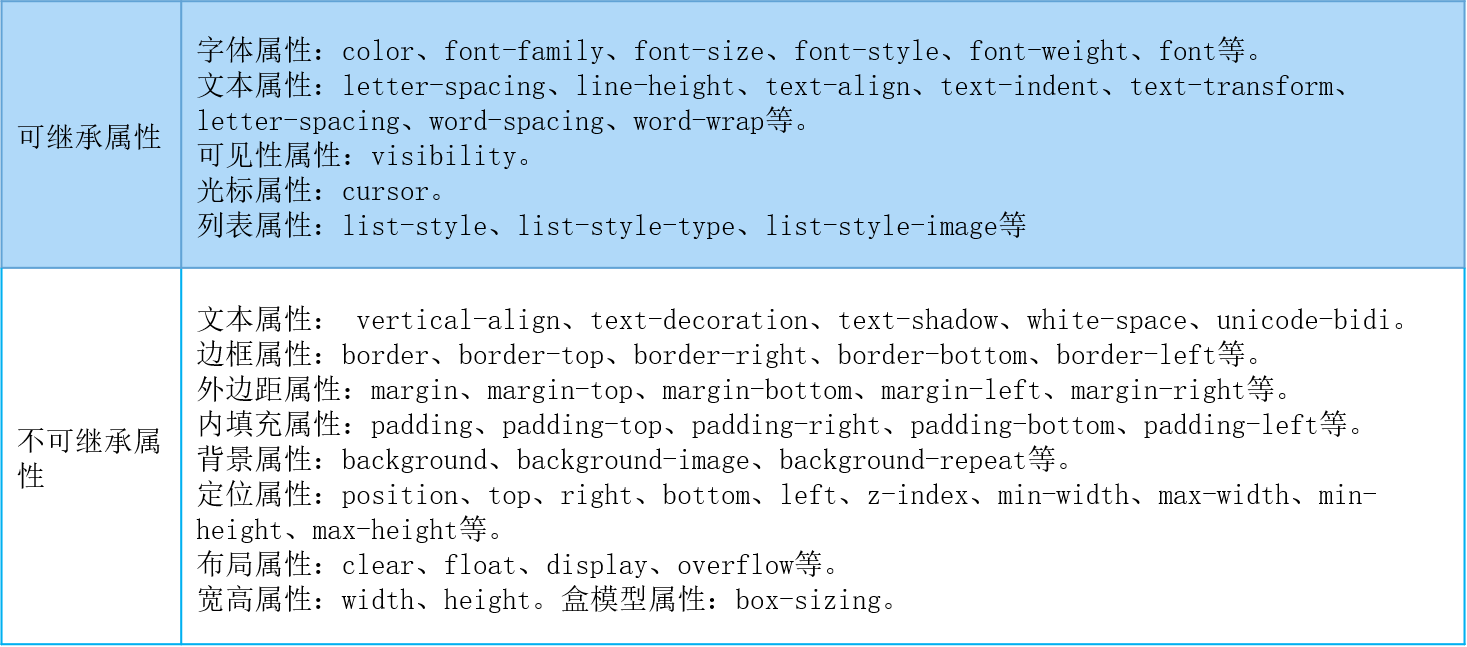 可继承属性
字体属性：color、font-family、font-size、font-style、font-weight、font等。
文本属性：letter-spacing、line-height、text-align、text-indent、text-transform、
letter-spacing、word-spacing、word-wrap等。
可见性属性：visibility。
光标属性：cursor。
列表属性：list-style、list-style-type、list-style-image等
不可继承属
性
文本属性： vertical-align、text-decoration、text-shadow、white-space、unicode-bidi。
边框属性：border、border-top、border-right、border-bottom、border-left等。
外边距属性：margin、margin-top、margin-bottom、margin-left、margin-right等。
内填充属性：padding、padding-top、padding-right、padding-bottom、padding-left等。
背景属性：background、background-image、background-repeat等。
定位属性：position、top、right、bottom、left、z-index、min-width、max-width、min-
height、max-height等。
布局属性：clear、float、display、overflow等。
宽高属性：width、height。盒模型属性：box-sizing。